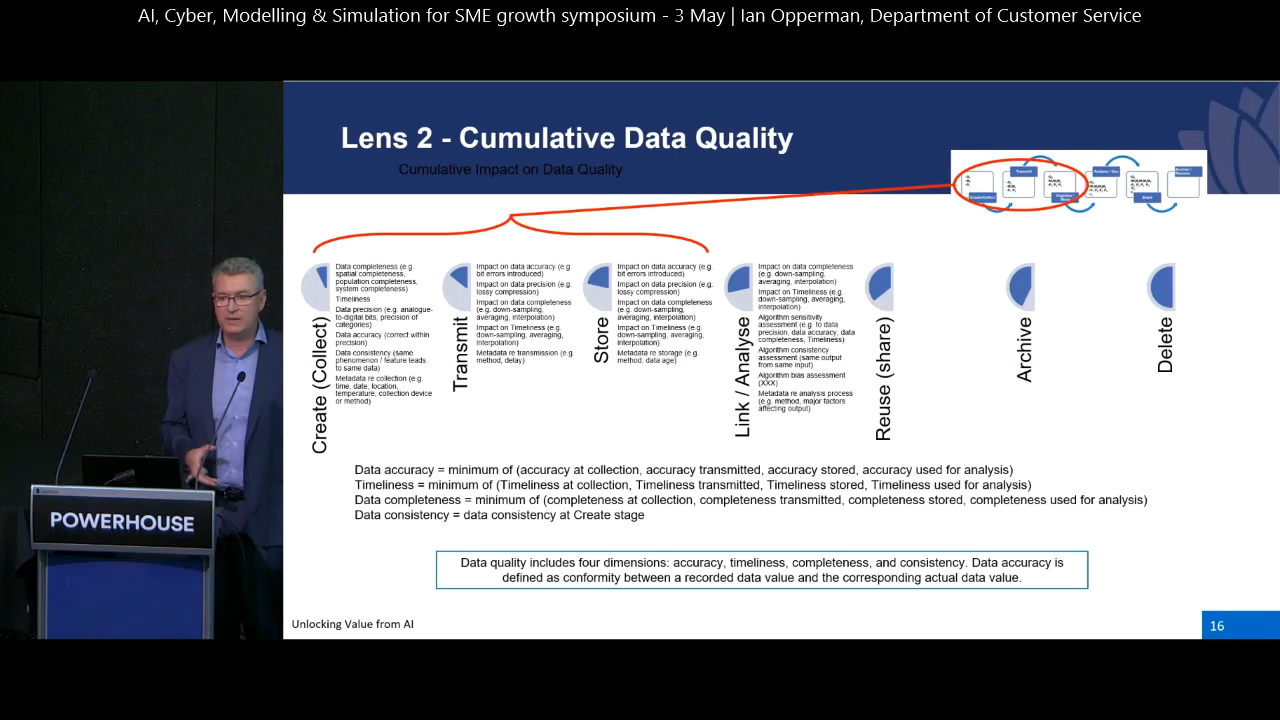 AI, Cyber, Modelling & Simulation for SME growth symposium - 3 May | Ian Opperman, Department of Customer Service
Lens 2 - Cumulative Data Quality
Cumulative Impact on Data Quality
Transmit
Analyse / Use
Share
Create (Collect)
Data completeness (e.g.
spatial completeness,
population completeness,
system completeness)
Timeliness
Data precision (e.g. analogue-
to-digital bits, precision of
categories)
Data accuracy (correct within
precision)
Data consistency (same
phenomenon / feature leads
to same data)
Metadata re collection (e.g.
time, date, location,
temperature, collection device
or method)
Transmit
Impact on data accuracy (e.g.
bit errors introduced)
Impact on data precision (e.g.
lossy compression)
Impact on data completeness
(e.g. down-sampling,
averaging, interpolation)
Impact on Timeliness (e.g.
down-sampling, averaging,
interpolation)
Metadata re transmission (e.g.
method, delay)
Store
Impact on data accuracy (e.g.
bit errors introduced)
Impact on data precision (e.g.
lossy compression)
Impact on data completeness
(e.g. down-sampling,
averaging, interpolation)
Impact on Timeliness (e.g.
down-sampling, averaging,
interpolation)
Metadata re storage (e.g.
method, data age)
Link / Analyse
Impact on data completeness
(e.g. down-sampling,
averaging, interpolation)
Impact on Timeliness (e.g.
down-sampling, averaging,
interpolation)
Algorithm sensitivity
assessment (e.g. to data
precision, data accuracy, data
completeness, Timeliness)
Algorithm consistency
assessment (same output
from same input)
Algorithm bias assessment
(XXX)
Metadata re analysis process
(e.g. method, major factors
affecting output)
Reuse (share)
Archive
Delete
Data accuracy = minimum of (accuracy at collection, accuracy transmitted, accuracy stored, accuracy used for analysis)
Timeliness = minimum of (Timeliness at collection, Timeliness transmitted, Timeliness stored, Timeliness used for analysis)
Data completeness = minimum of (completeness at collection, completeness transmitted, completeness stored, completeness used for analysis)
Data consistency = data consistency at Create stage
Data quality includes four dimensions: accuracy, timeliness, completeness, and consistency. Data accuracy is
defined as conformity between a recorded data value and the corresponding actual data value.
Unlocking Value from AI
16
POWERHOUSE